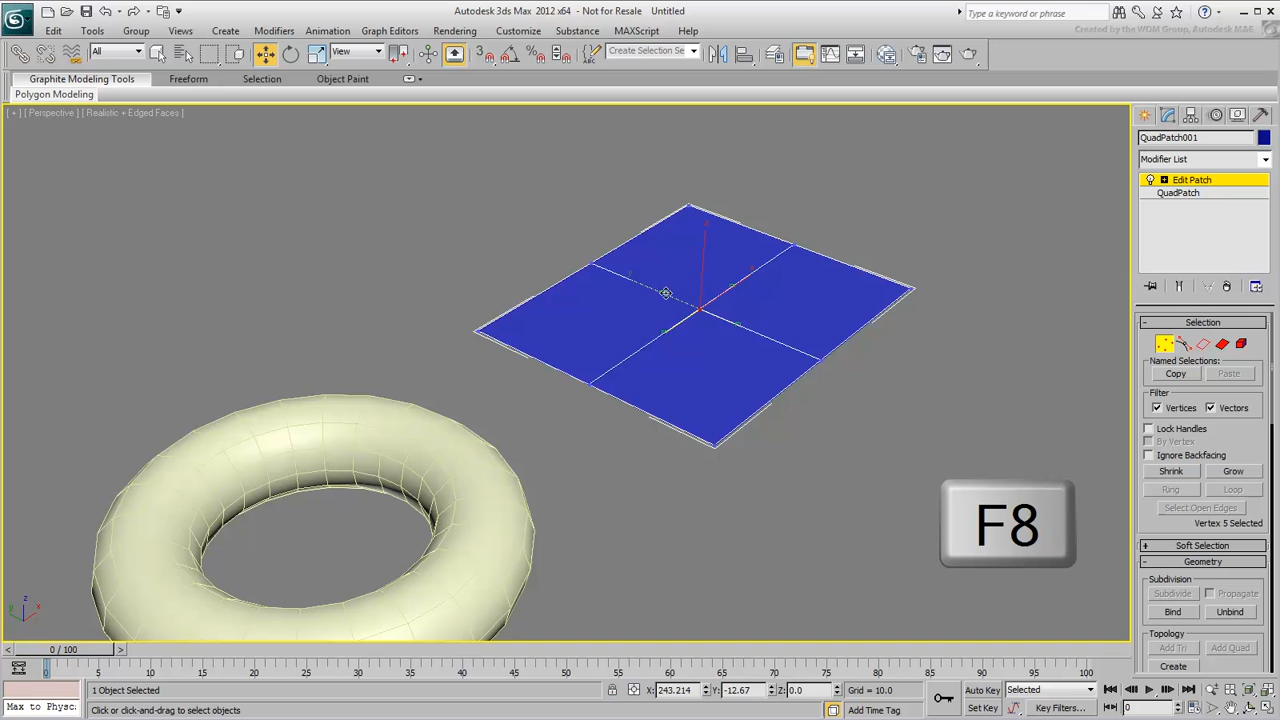 Autodesk 3ds Max 2012 x64 - Not for Resale Untitled
Type a keyword or phrase
Created by the WOM Group, Autodesk M&E
Edit Tools Group Views Create Modifiers Animation Graph Editors Rendering Customize Substance MAXScript Help
All View 3 Create Selection Se
Graphite Modeling Tools Freeform Selection Object Paint
Polygon Modeling
[ + ] [ Perspective ] [ Realistic + Edged Faces ]
QuadPatch001
Modifier List
Edit Patch
QuadPatch
Selection
Named Selections:
Copy Paste
Filter
Vertices Vectors
Lock Handles
By Vertex
Ignore Backfacing
Shrink Grow
Ring Loop
Select Open Edges
Vertex 5 Selected
F8
Soft Selection
Geometry
Subdivision
Subdivide Propagate
Bind Unbind
Topology
Add Tri Add Quad
Create
z
y x
0 / 100
0 5 10 15 20 25 30 35 40 45 50 55 60 65 70 75 80 85 90 95 100
1 Object Selected X: 243.214 Y: -12.67 Z: 0.0 Grid = 10.0 Auto Key Selected
Max to Physc Click or click-and-drag to select objects Add Time Tag Set Key Key Filters... 0